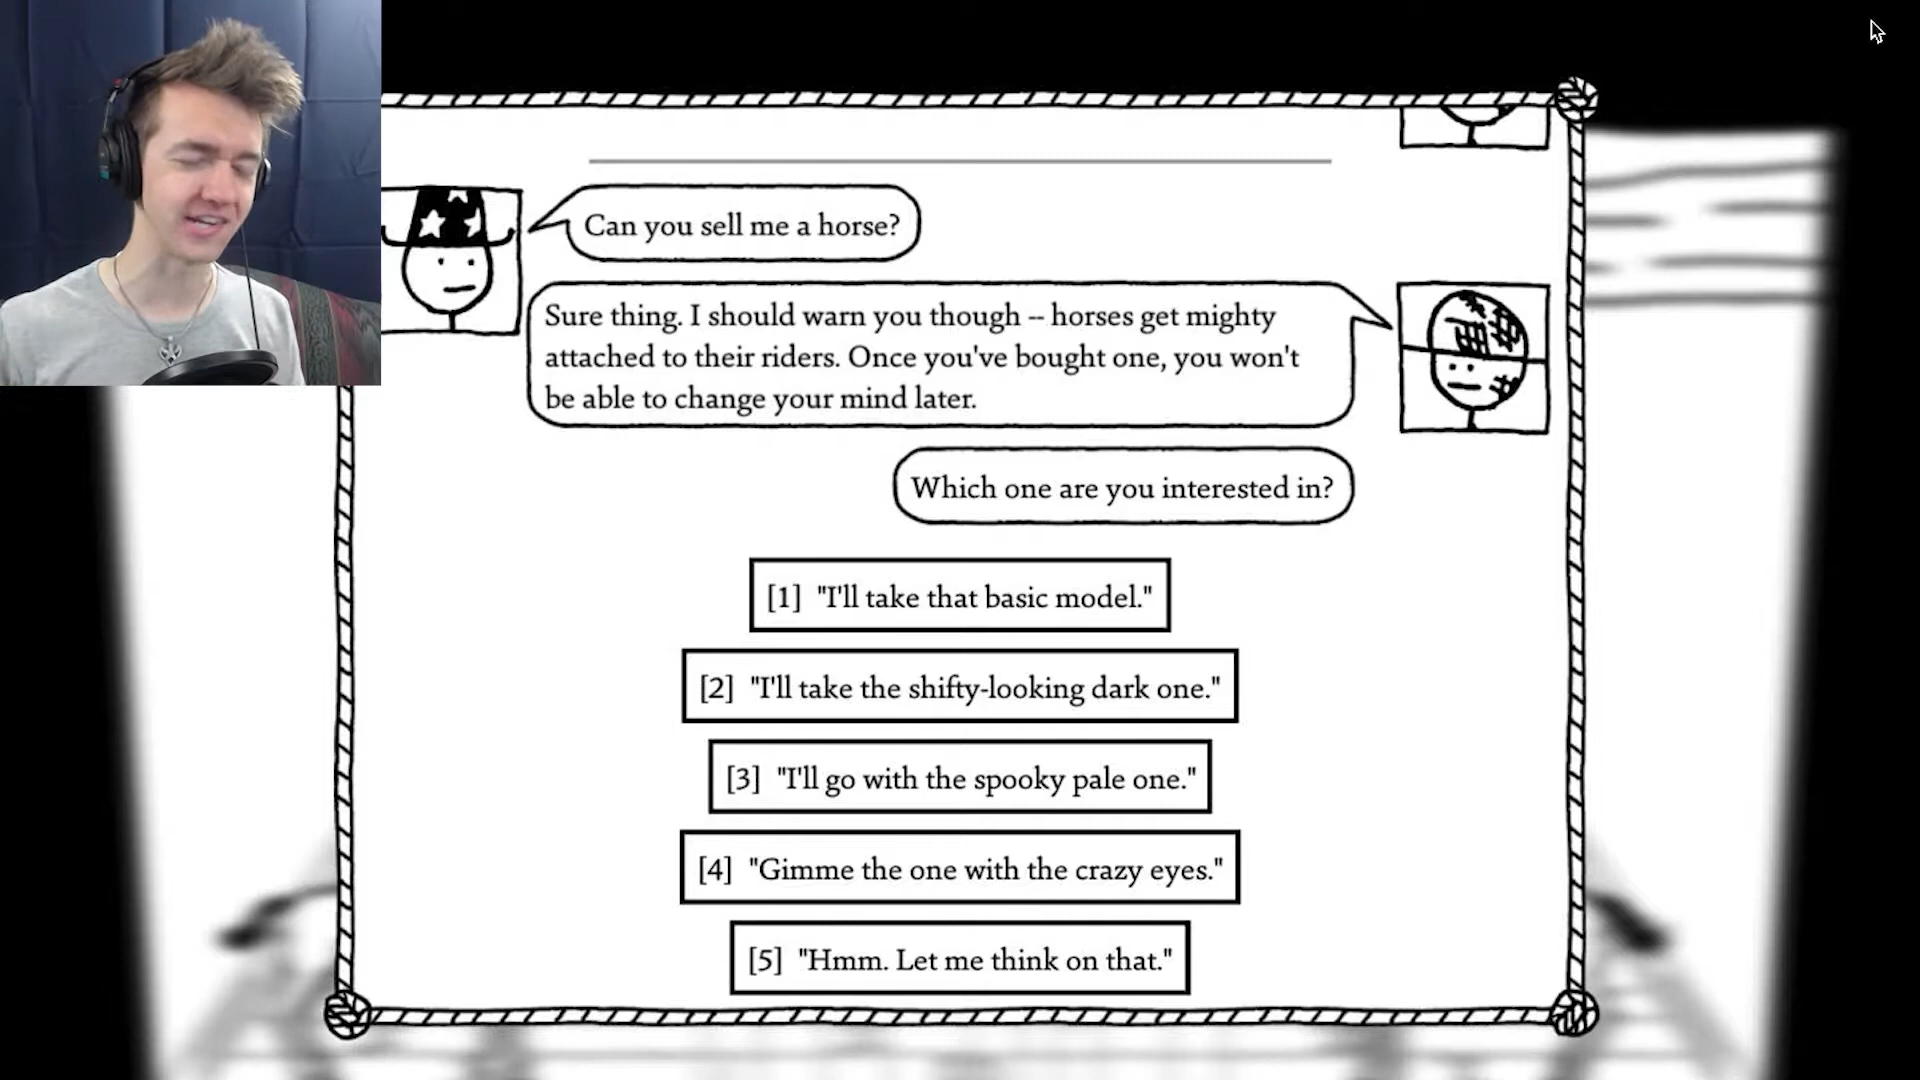 Can you sell me a horse?
Sure thing. I should warn you though -- horses get mighty
attached to their riders. Once you've bought one, you won't
be able to change your mind later.
Which one are you interested in?
[1] "I'll take that basic model."
[2] "I'll take the shifty-looking dark one."
[3] "I'll go with the spooky pale one."
[4] "Gimme the one with the crazy eyes."
[5] "Hmm. Let me think on that."